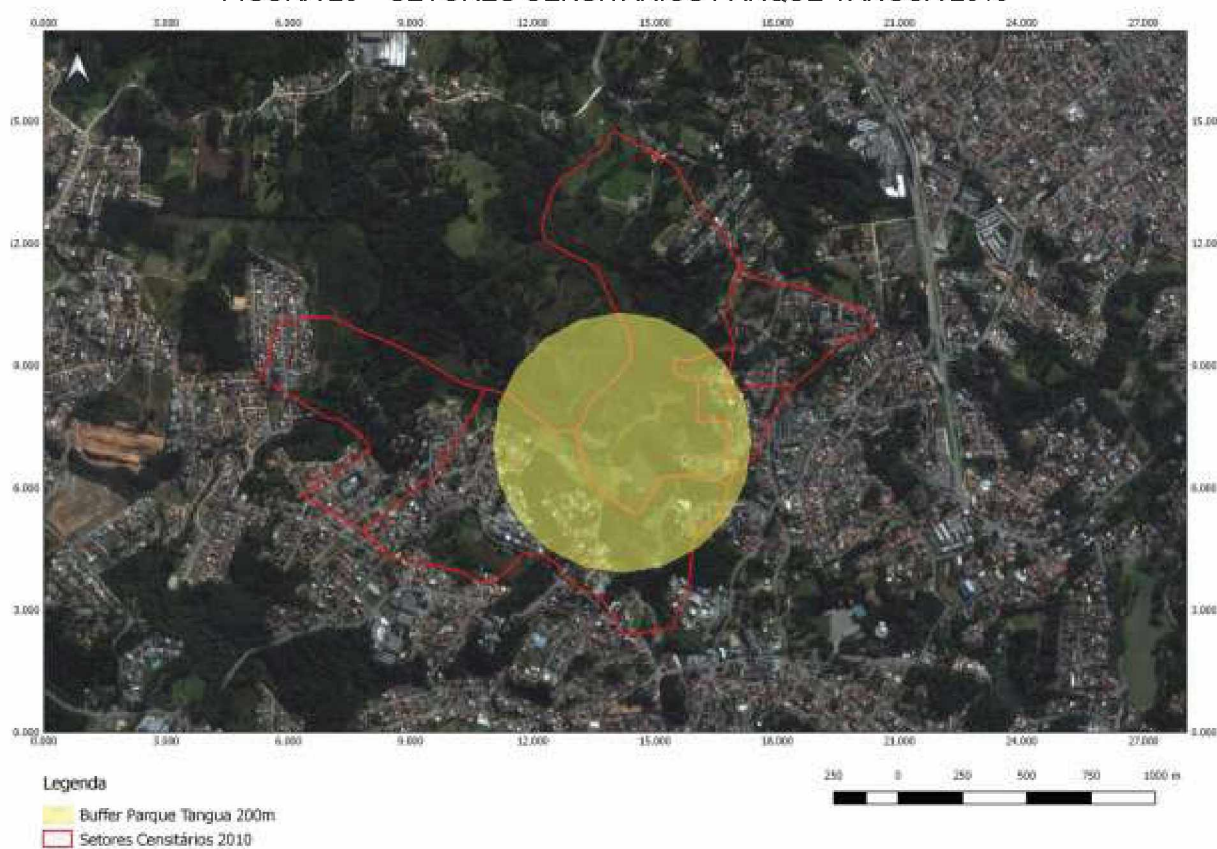 0.000 3.000 6.000 9.000 12.000 15.000 18.000 21.000 24.000 27.000
15.000 15.000
12.000 12.000
9.000 9.000
6.000 6.000
3.000 3.000
0.000 0.000
0.000 3.000 6.000 9.000 12.000 15.000 18.000 21.000 24.000 27.000
Legenda
Buffer Parque Tangua 200m
Setores Censitários 2010
250 0 250 500 750 1000 m